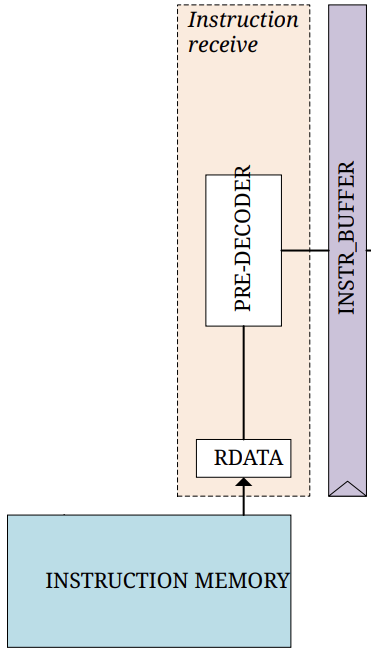 Instruction
receive
PRE-DECODER
INSTR_BUFFER
RDATA
INSTRUCTION MEMORY